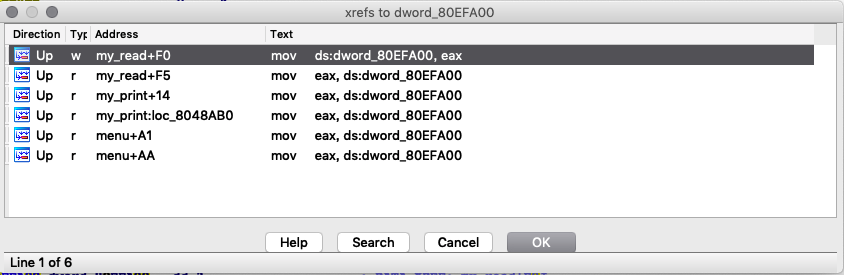 xrefs to dword_80EFA00
Direction Typ Address Text
Up w my_read+F0 mov ds:dword_80EFA00, eax
Up r my_read+F5 mov eax, ds:dword_80EFA00
Up r my_print+14 mov eax, ds:dword_80EFA00
Up r my_print:loc_8048AB0 mov eax, ds:dword_80EFA00
Up r menu+A1 mov eax, ds:dword_80EFA00
Up r menu+AA mov eax, ds:dword_80EFA00
Help Search Cancel OK
Line 1 of 6